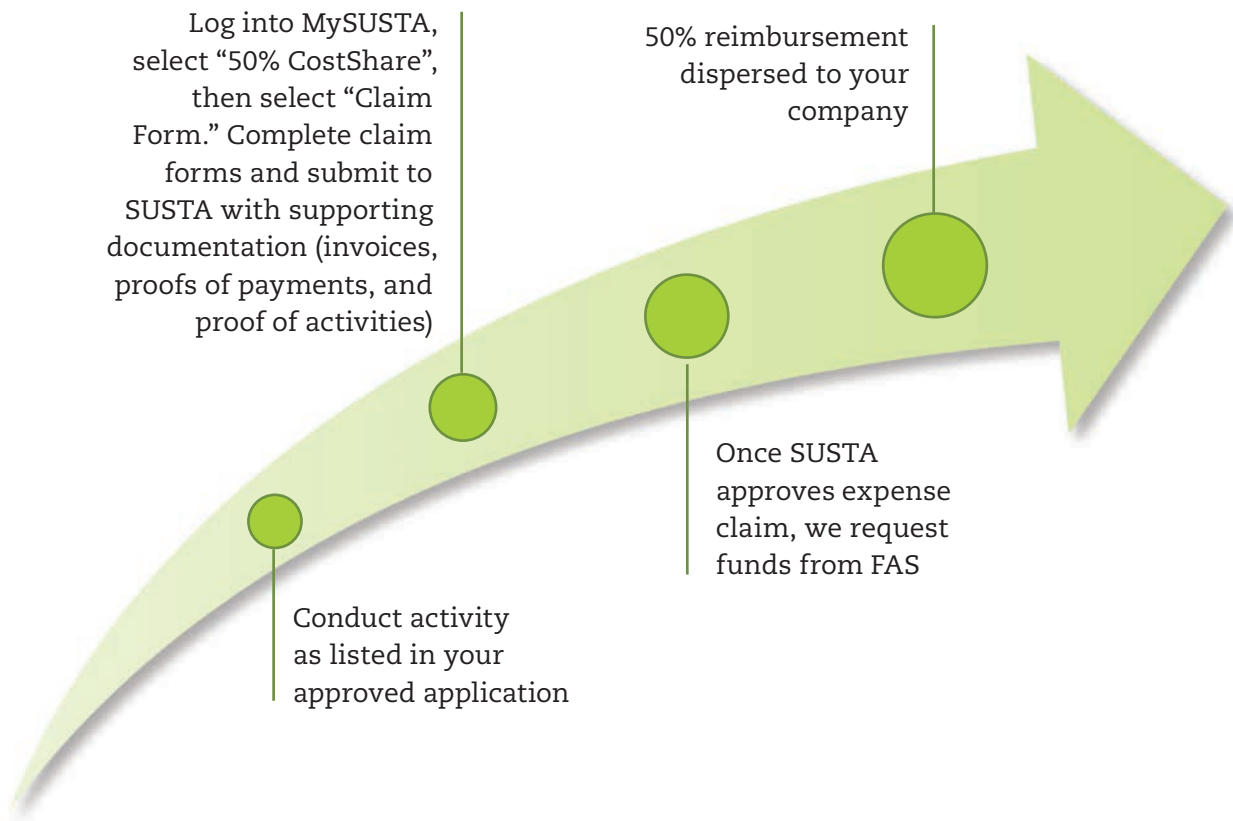 Log into MySUSTA,
select “50% CostShare”,
then select “Claim
Form.” Complete claim
forms and submit to
SUSTA with supporting
documentation (invoices,
proofs of payments, and
proof of activities)
50% reimbursement
dispersed to your
company
Once SUSTA
approves expense
claim, we request
funds from FAS
Conduct activity
as listed in your
approved application